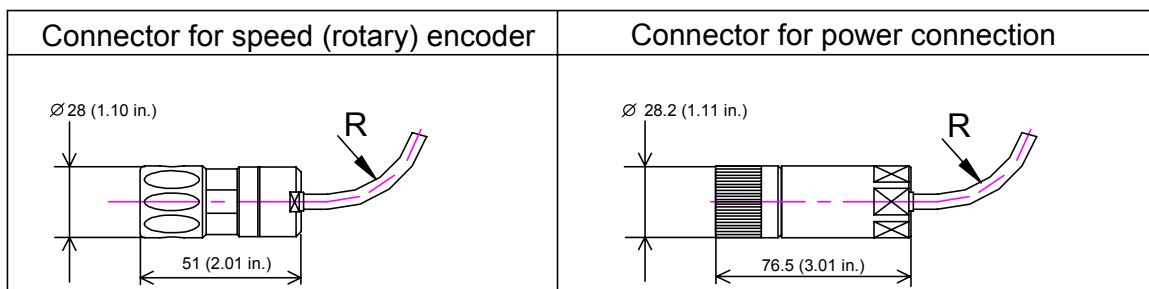 Connector for speed (rotary) encoder
Connector for power connection
⌀ 28 (1.10 in.)
R
51 (2.01 in.)
⌀ 28.2 (1.11 in.)
R
76.5 (3.01 in.)